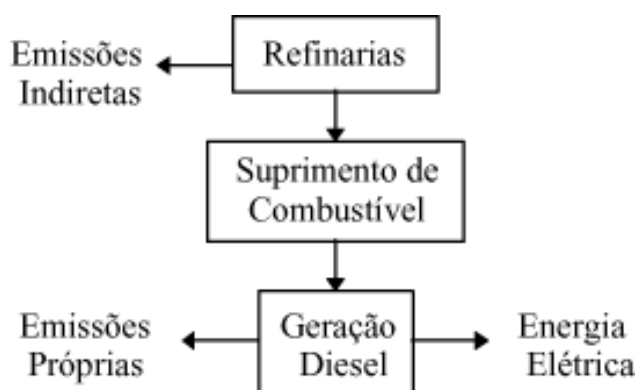 Emissões
Indiretas
Refinarias
Suprimento de
Combustível
Emissões
Próprias
Geração
Diesel
Energia
Elétrica